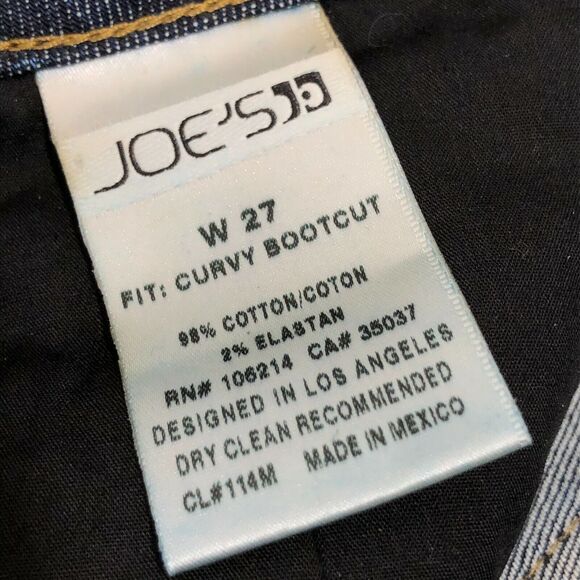 JOE'S
W 27
FIT: CURVY BOOTCUT
98% COTTON/COTON
2% ELASTAN
RN# 106214 CA# 35037
DESIGNED IN LOS ANGELES
DRY CLEAN RECOMMENDED
CL#114M MADE IN MEXICO